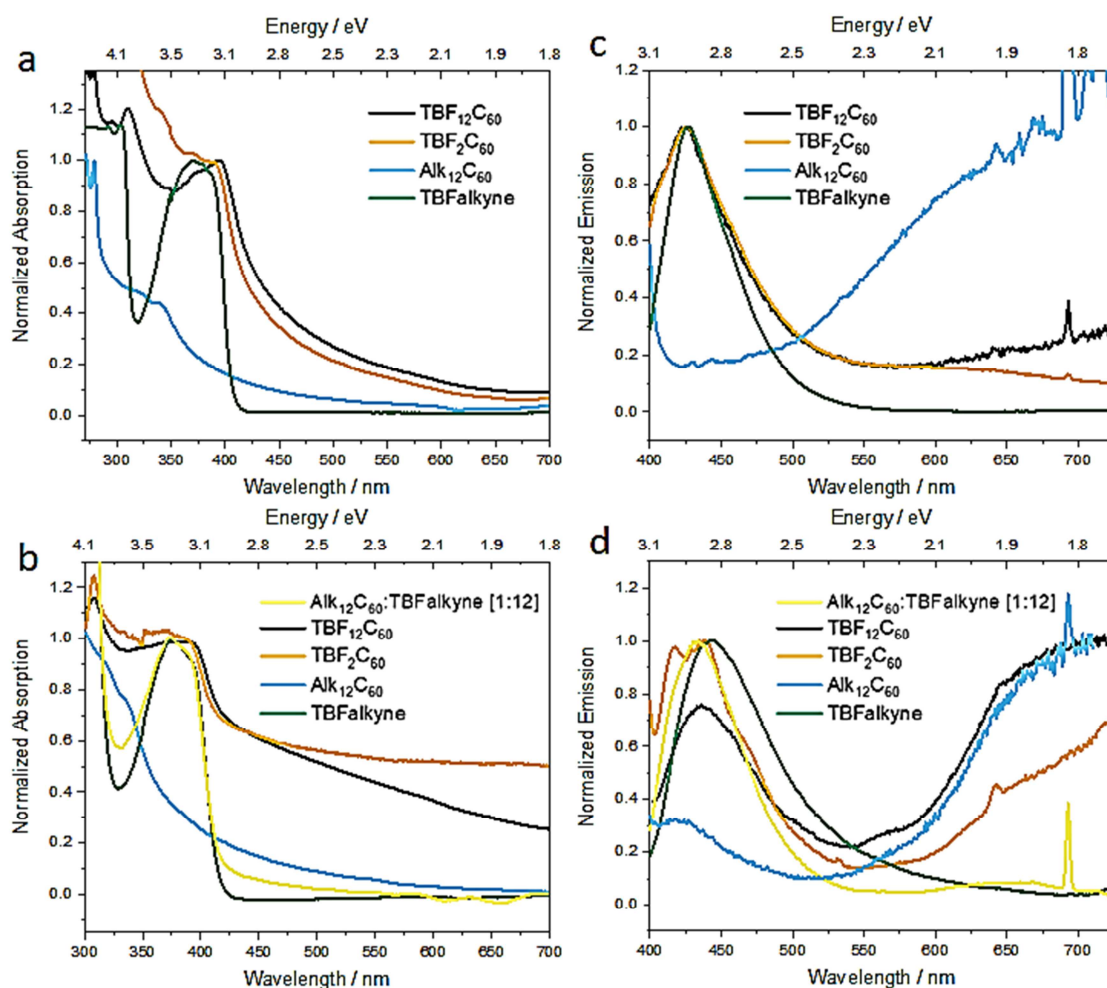 a
Energy / eV
4.1 3.5 3.1 2.8 2.5 2.3 2.1 1.9 1.8
Normalized Absorption
1.2
1.0
0.8
0.6
0.4
0.2
0.0
TBF₁₂C₆₀
TBF₂C₆₀
Alk₁₂C₆₀
TBFalkyne
300 350 400 450 500 550 600 650 700
Wavelength / nm
c
Energy / eV
3.1 2.8 2.5 2.3 2.1 1.9 1.8
Normalized Emission
1.2
1.0
0.8
0.6
0.4
0.2
0.0
TBF₁₂C₆₀
TBF₂C₆₀
Alk₁₂C₆₀
TBFalkyne
400 450 500 550 600 650 700
Wavelength / nm
b
Energy / eV
4.1 3.5 3.1 2.8 2.5 2.3 2.1 1.9 1.8
Normalized Absorption
1.2
1.0
0.8
0.6
0.4
0.2
0.0
Alk₁₂C₆₀:TBFalkyne [1:12]
TBF₁₂C₆₀
TBF₂C₆₀
Alk₁₂C₆₀
TBFalkyne
300 350 400 450 500 550 600 650 700
Wavelength / nm
d
Energy / eV
3.1 2.8 2.5 2.3 2.1 1.9 1.8
Normalized Emission
1.2
1.0
0.8
0.6
0.4
0.2
0.0
Alk₁₂C₆₀:TBFalkyne [1:12]
TBF₁₂C₆₀
TBF₂C₆₀
Alk₁₂C₆₀
TBFalkyne
400 450 500 550 600 650 700
Wavelength / nm